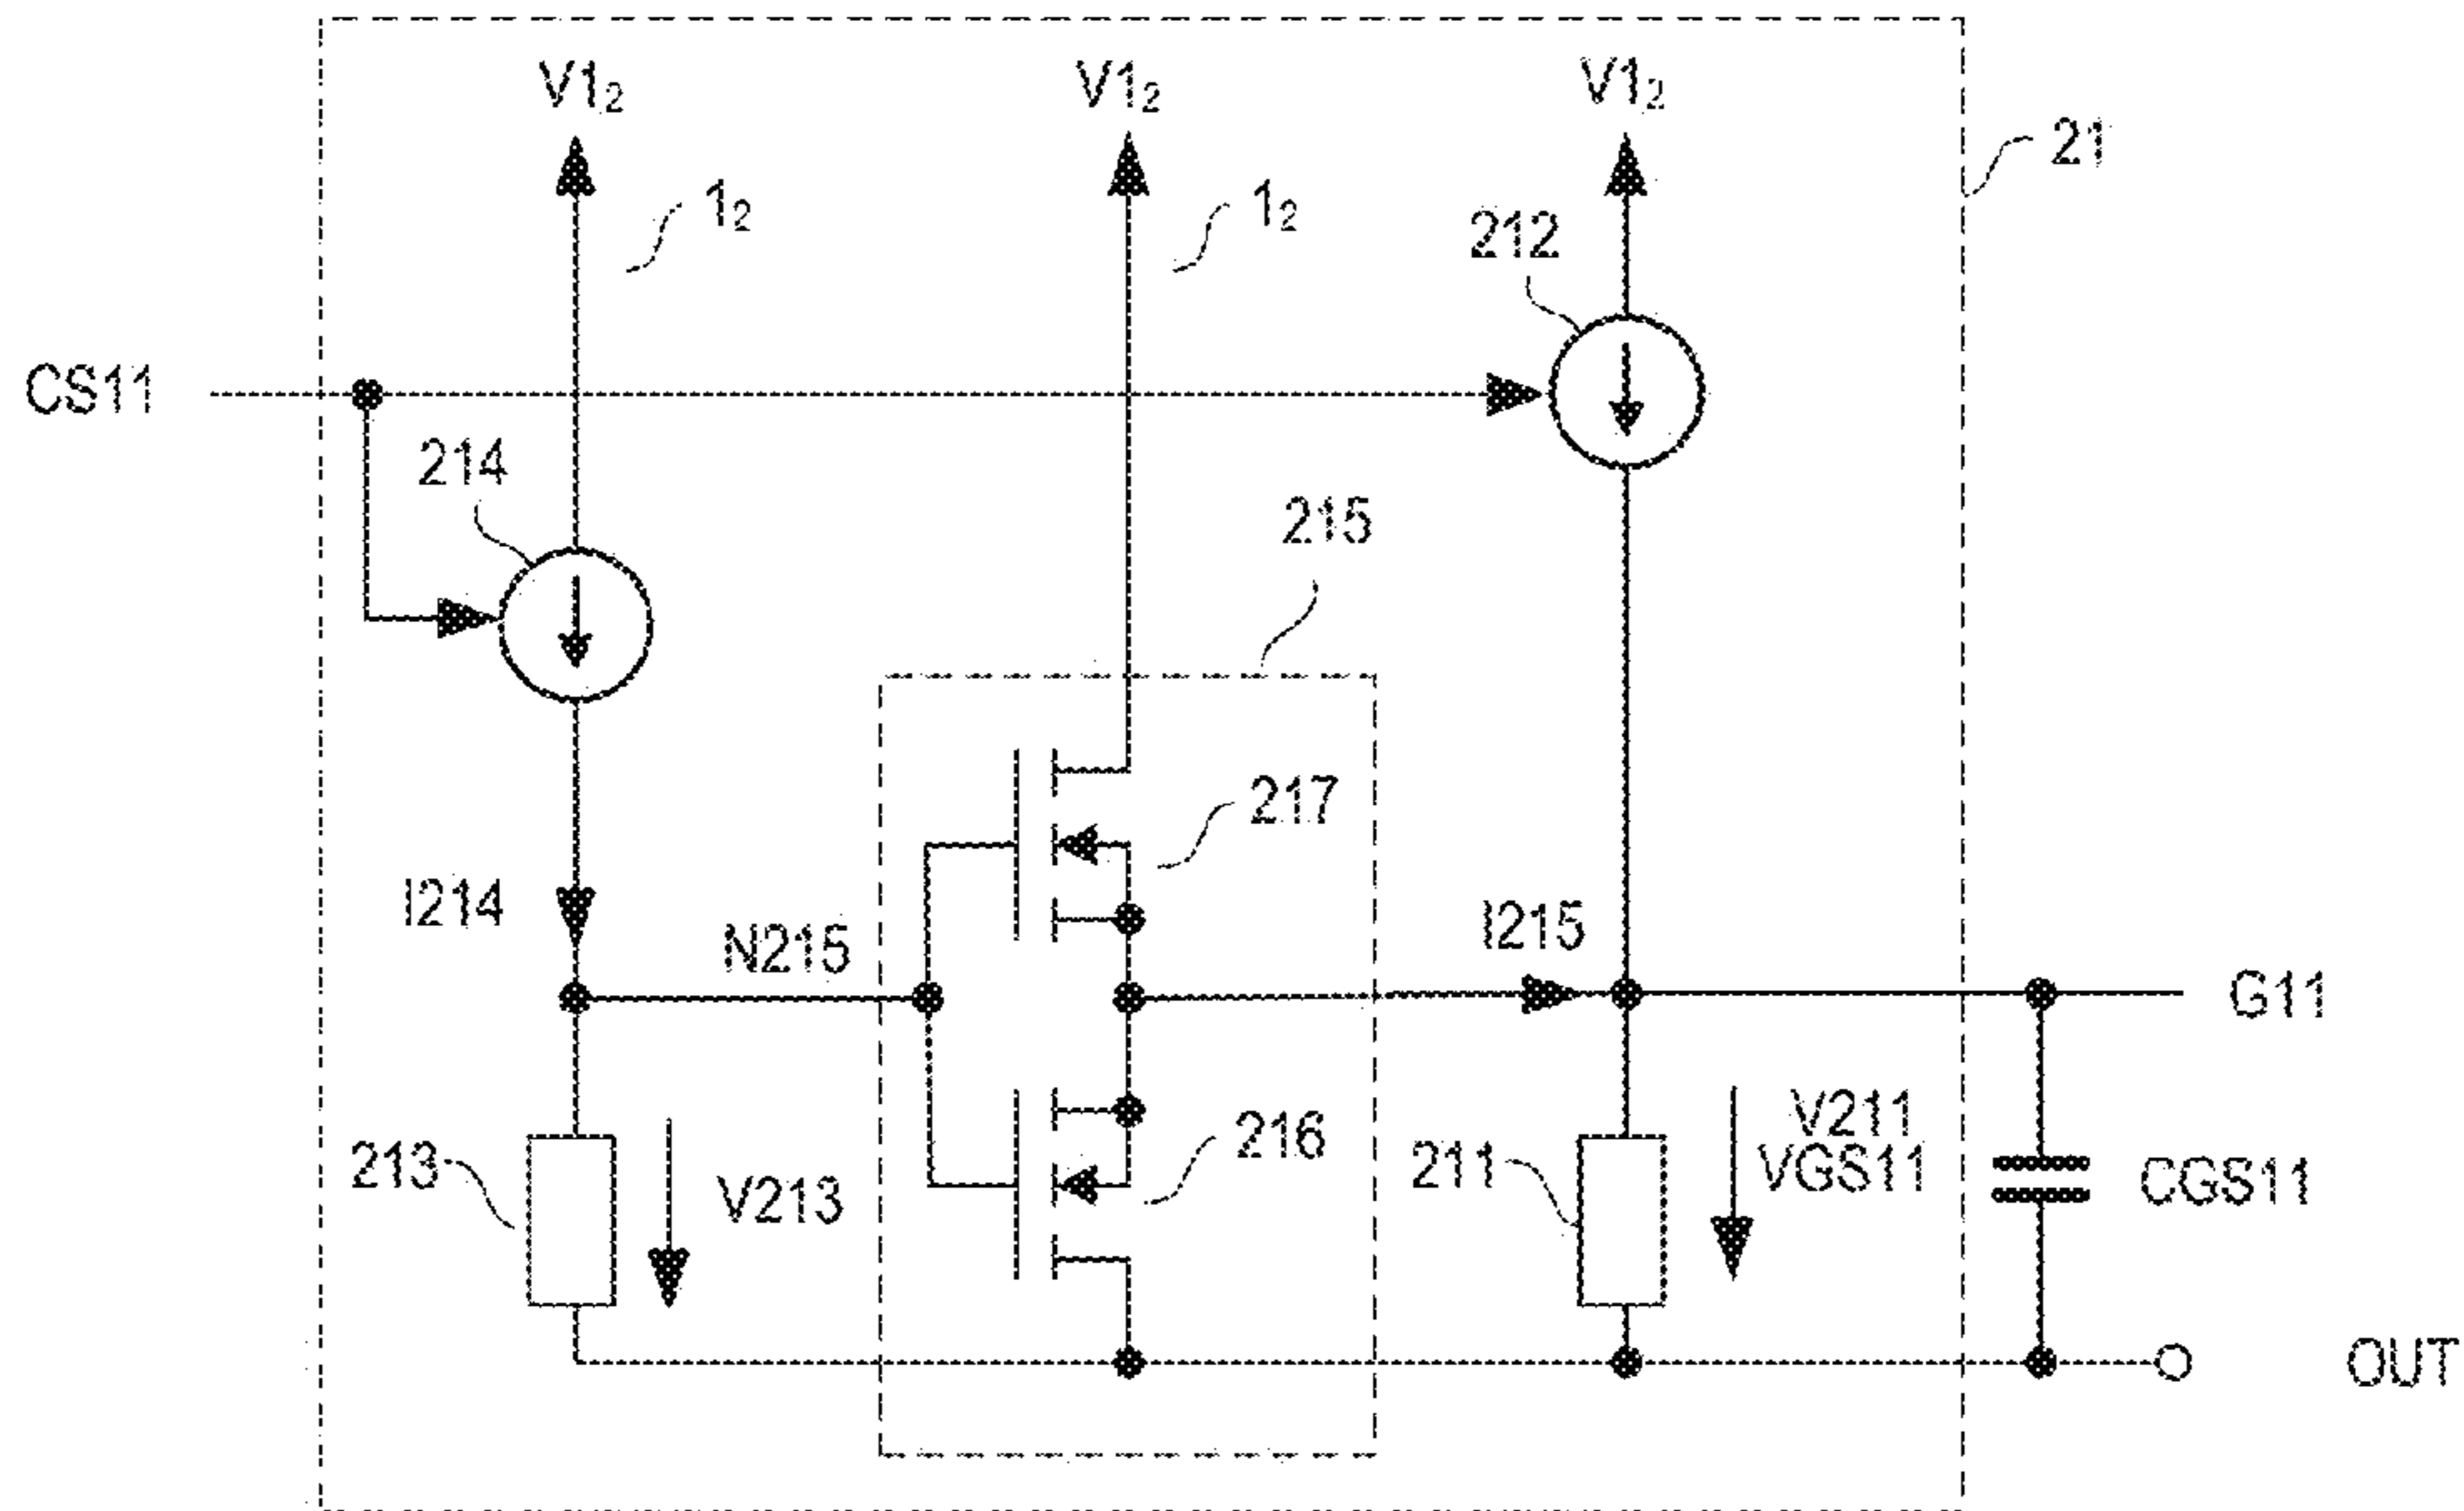 V1₂ V1₂ V1₂
21
1₂ 1₂
212
CS11
214
215
217
I214
N215
I215
G11
213
V213
216
211
V211
VGS11
CGS11
OUT